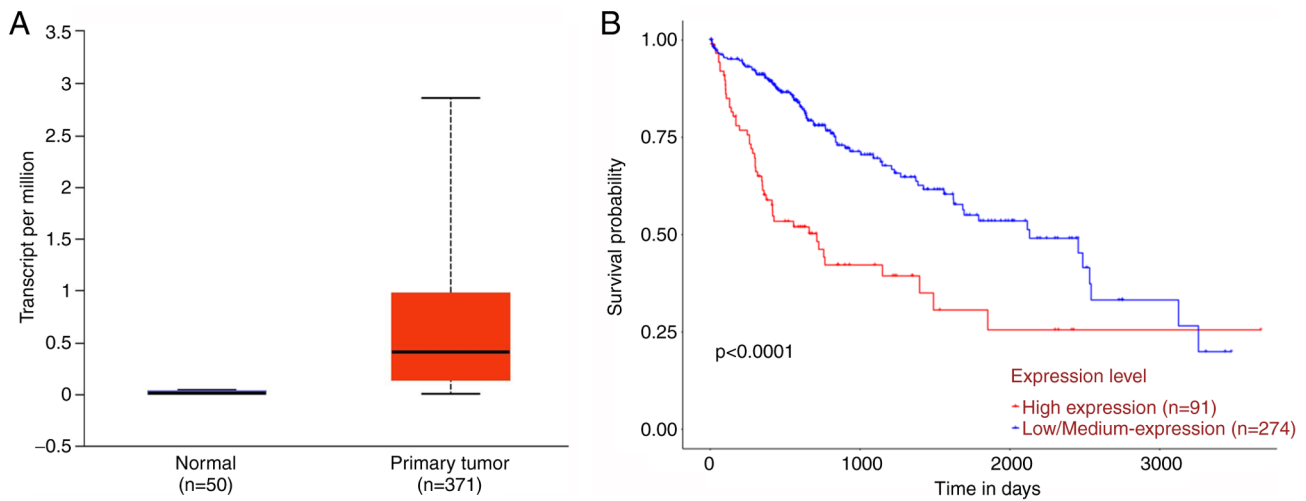 A
3.5
3
2.5
2
1.5
1
0.5
0
−0.5
Transcript per million
Normal
(n=50)
Primary tumor
(n=371)
B
1.00
0.75
0.50
0.25
0.00
Survival probability
p<0.0001
Expression level
High expression (n=91)
Low/Medium-expression (n=274)
0
1000
2000
3000
Time in days